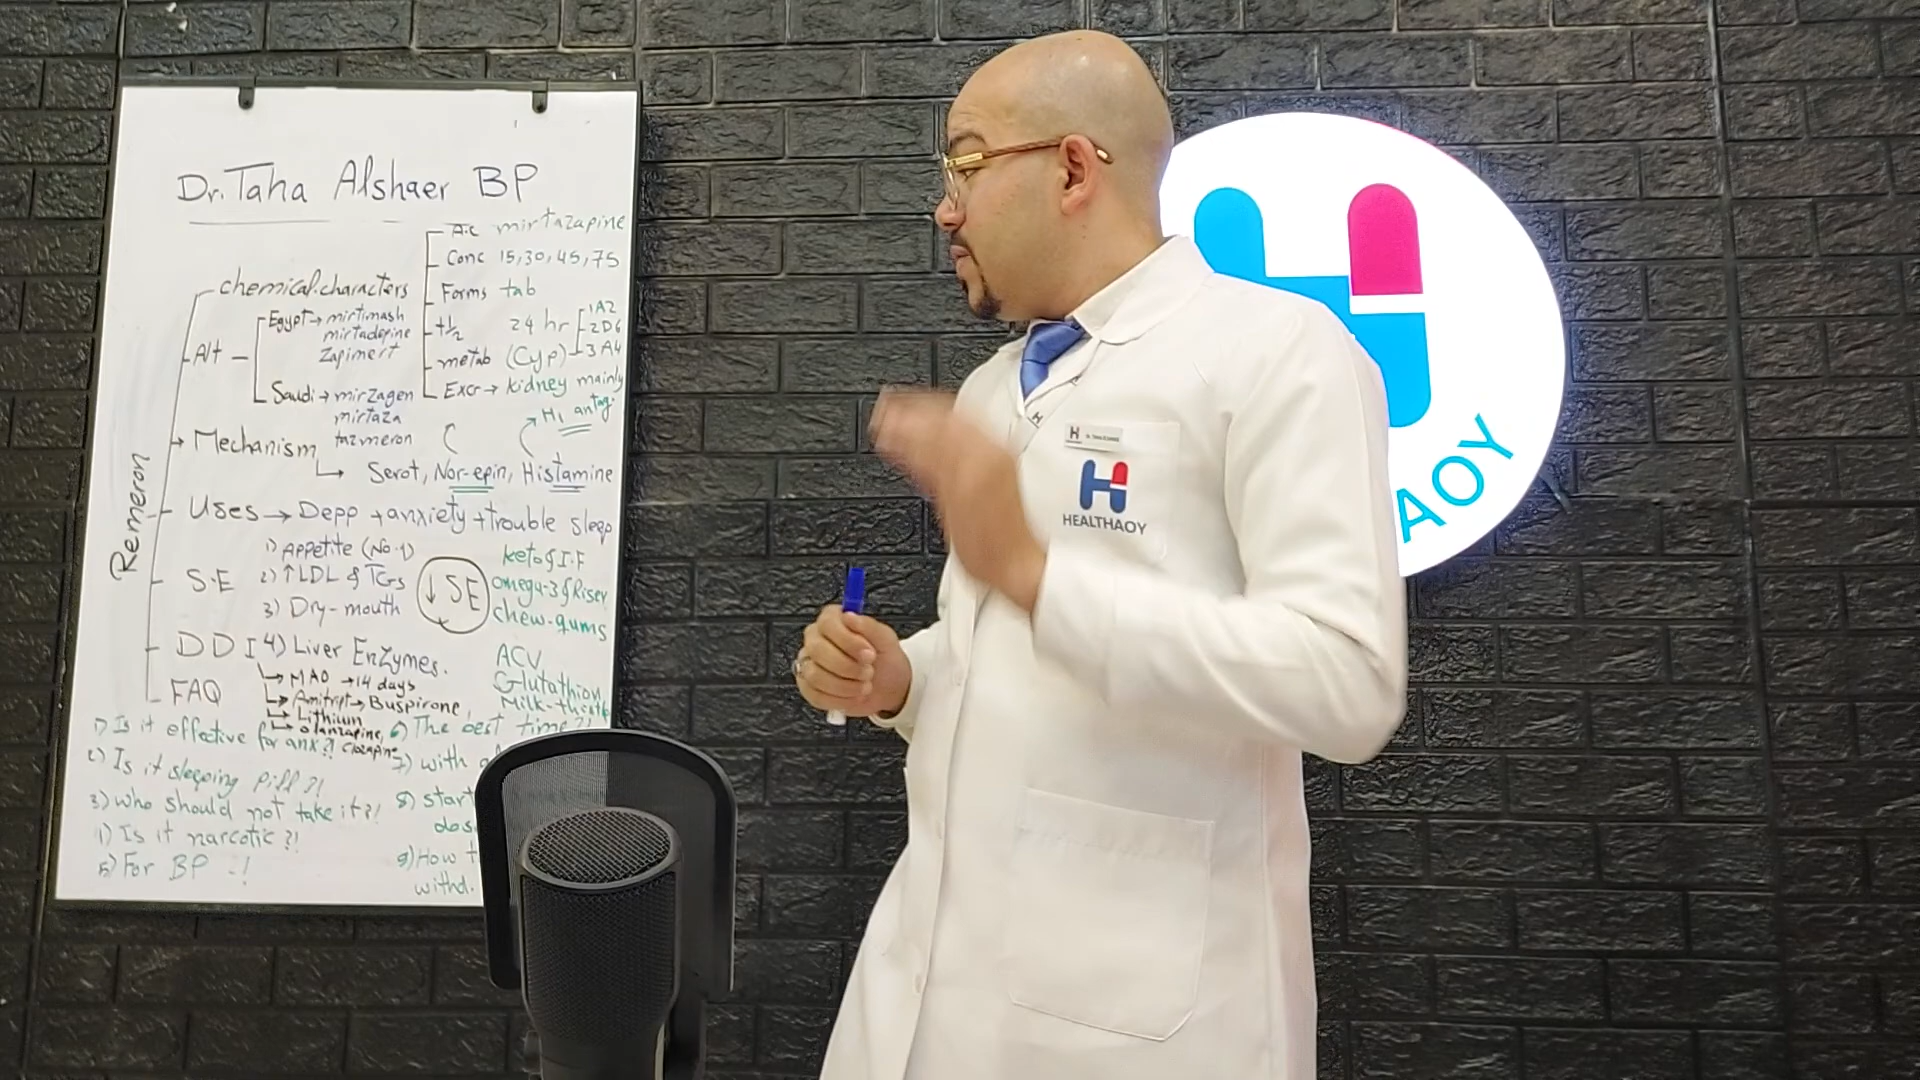 Dr. Taha Alshaer BP
Remeron
chemical characters
A.c mirtazapine
Conc 15, 30, 45, 75
Forms tab
t½ 24 hr
metab (Cyp)
1A2
2D6
3A4
Excr → kidney mainly
Alt
Egypt → mirtimash
mirtadepine
Zapimert
Saudi → mirzagen
mirtaza
tazmeron
Mechanism
→ Serot, Nor-epin, Histamine
→ H1 antag.
Uses → Depp + anxiety + trouble sleep
S.E
1) Appetite (No.1)
2) ↑ LDL & TGs
3) Dry-mouth
4) Liver Enzymes.
↓ SE
keto & I.F
omega-3 &
chew-gums
ACV
Glutathion
Milk-
DDI
→ MAO → 14 days
→ Amitript → Buspirone,
→ Lithium
→ olanzapine,
FAQ
1) Is it effective for anx?!
2) Is it sleeping pill?!
3) who should not take it?!
Is it narcotic?!
5) For BP -!
6) The best time?!
7) with
8) start
9) How
withd.
H
HEALTHAOY
AOY